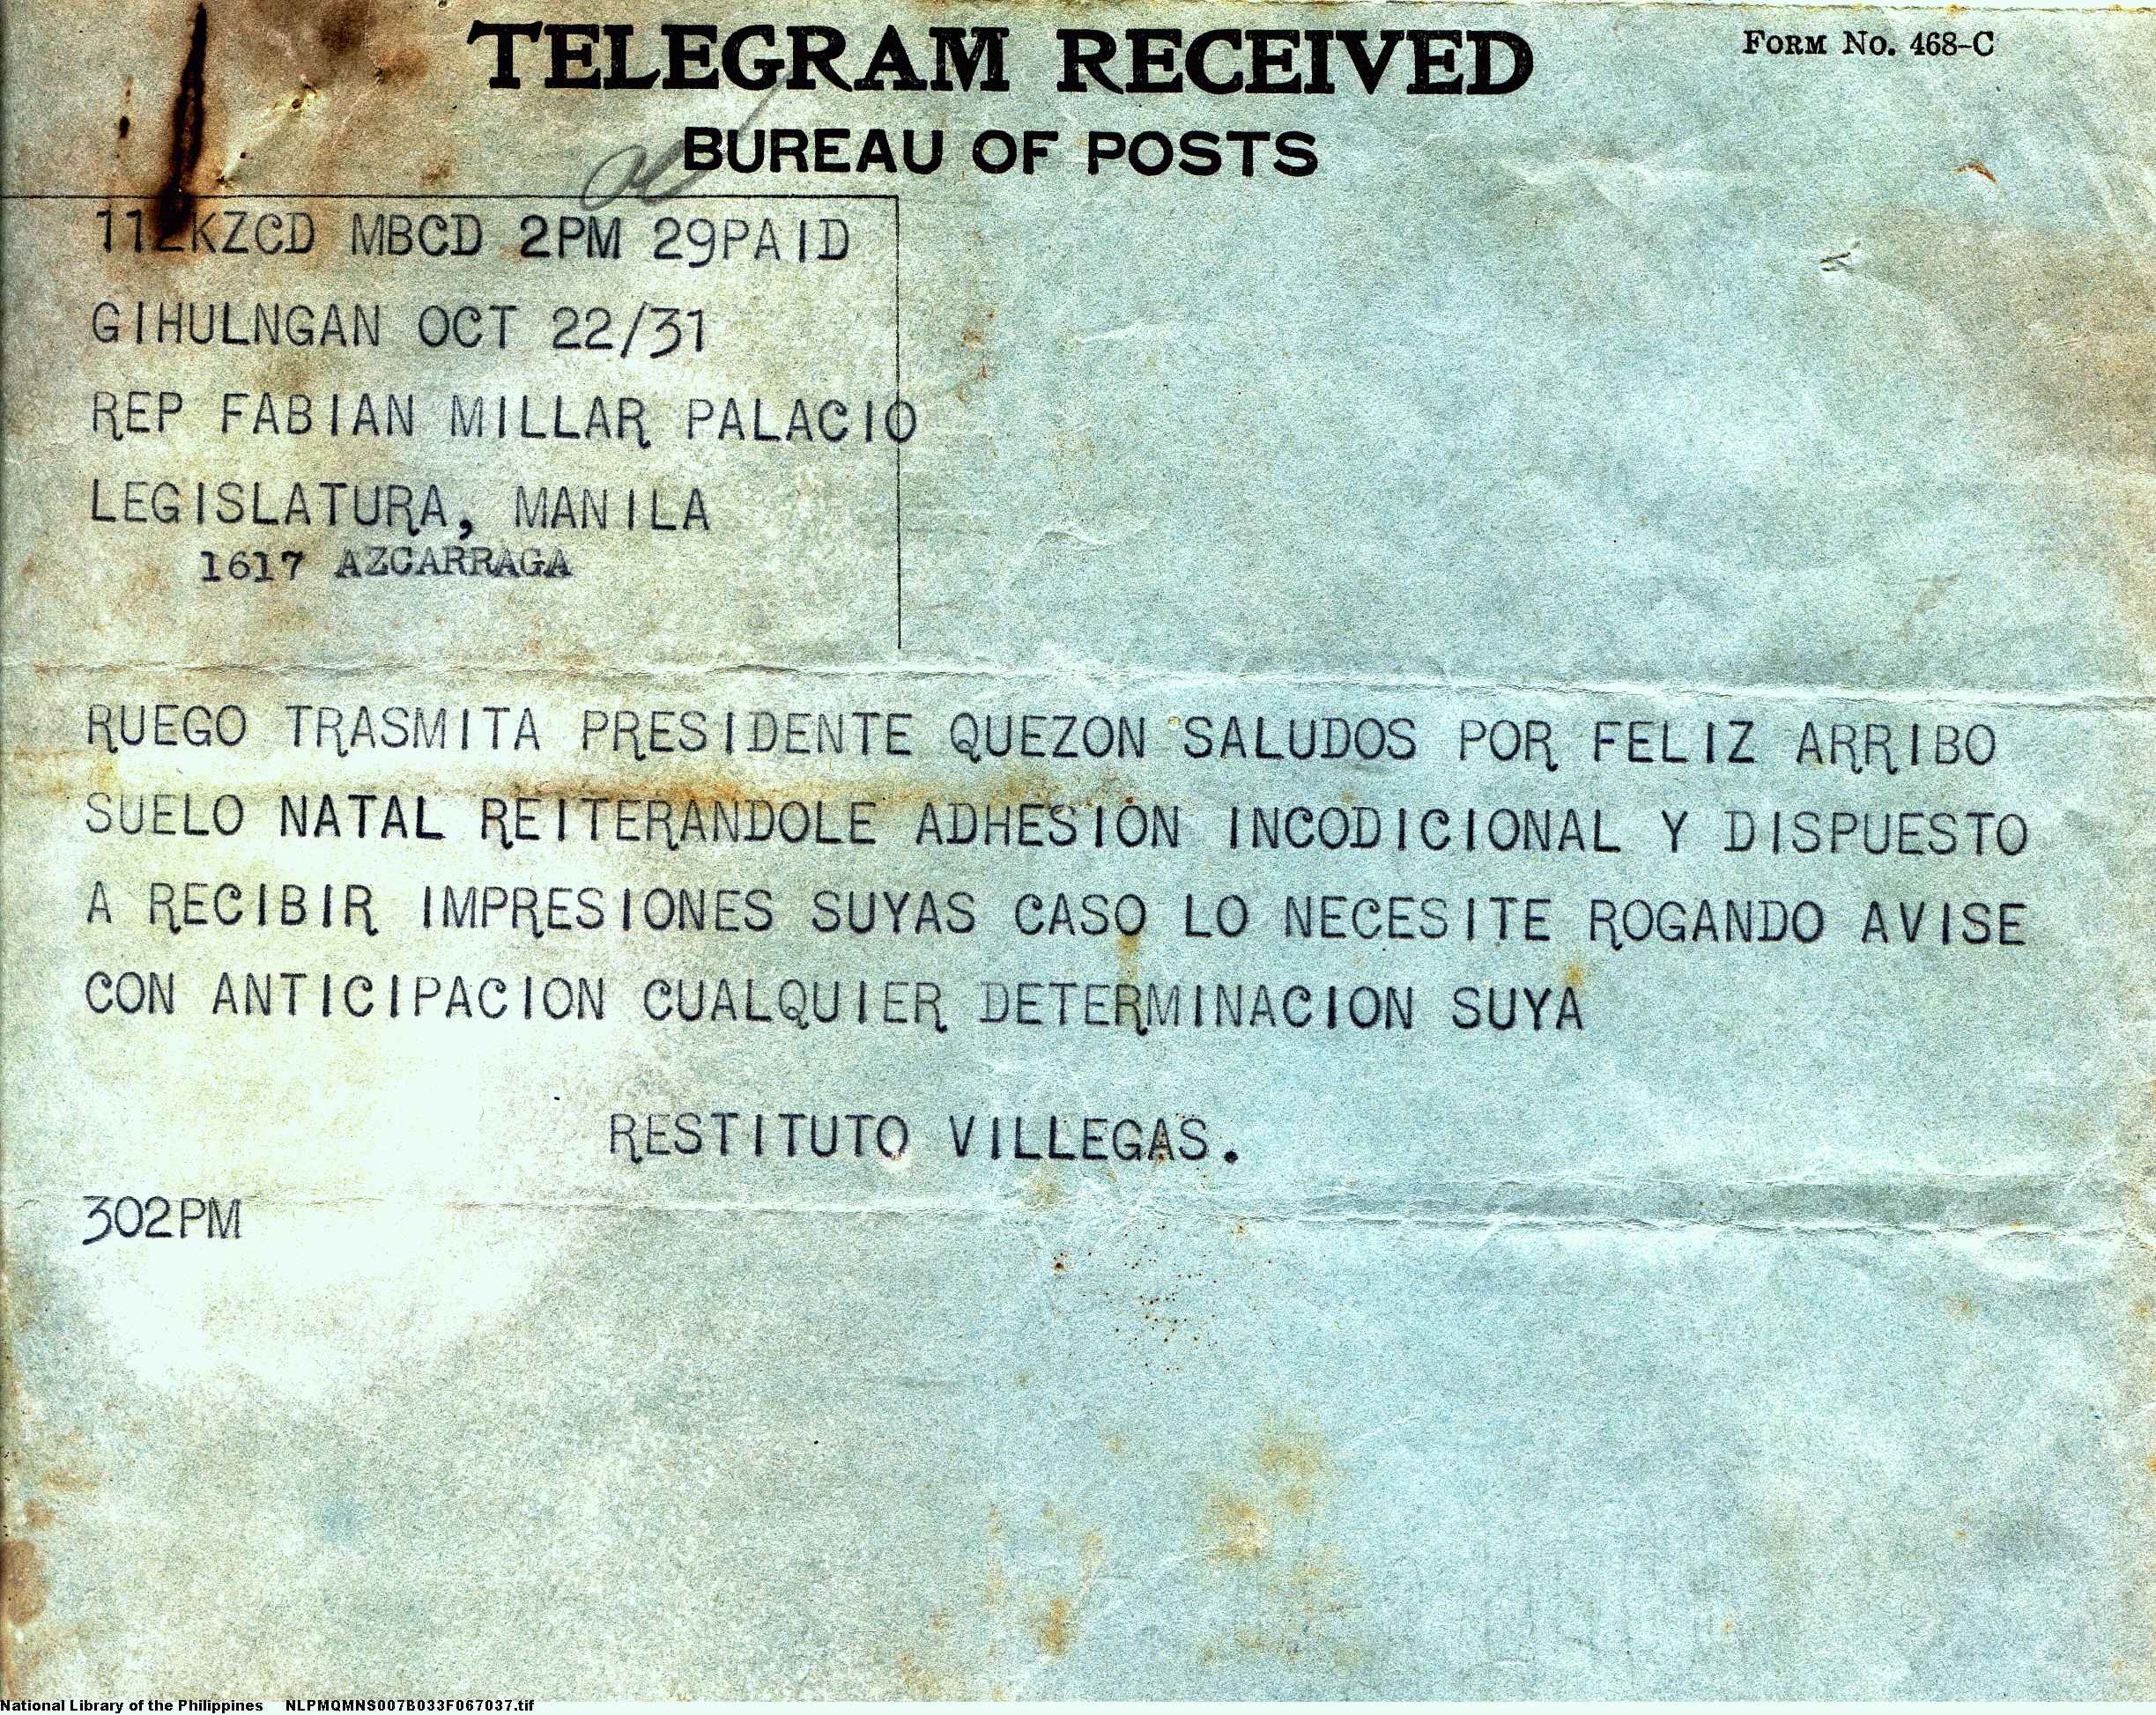 TELEGRAM RECEIVED
FORM NO. 468-C
BUREAU OF POSTS
112KZCD MBCD 2PM 29PAID
GIHULNGAN OCT 22/31
REP FABIAN MILLAR PALACIO
LEGISLATURA, MANILA
1617 AZCARRAGA
RUEGO TRASMITA PRESIDENTE QUEZON SALUDOS POR FELIZ ARRIBO
SUELO NATAL REITERANDOLE ADHESION INCODICIONAL Y DISPUESTO
A RECIBIR IMPRESIONES SUYAS CASO LO NECESITE ROGANDO AVISE
CON ANTICIPACION CUALQUIER DETERMINACION SUYA
RESTITUTO VILLEGAS.
302PM
National Library of the Philippines NLPMQMNS007B033F067037.tif